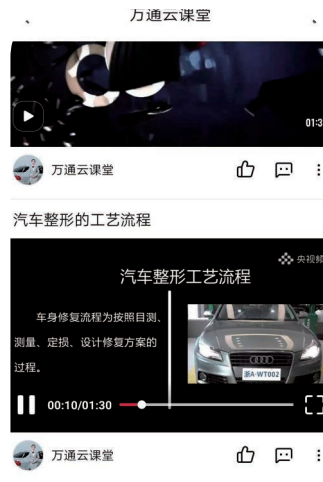 万通云课堂
01:3
万通云课堂
汽车整形的工艺流程
央视频
汽车整形工艺流程
车身修复流程为按照目测、
测量、定损、设计修复方案的
过程。
浙A·WT002
00:10/01:30
万通云课堂